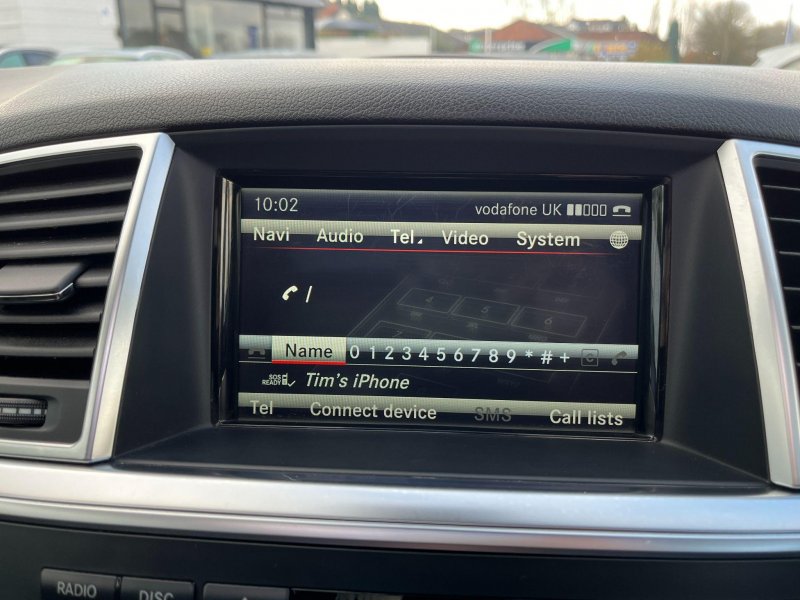 10:02 vodafone UK
Navi Audio Tel Video System
Name 0 1 2 3 4 5 6 7 8 9 * # + C
SOS READY Tim's iPhone
Tel Connect device SMS Call lists
RADIO DISC